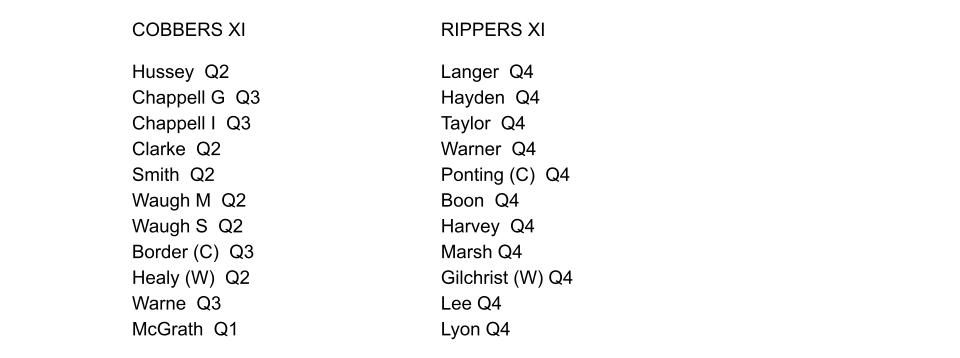 COBBERS XI
Hussey  Q2
Chappell G  Q3
Chappell I  Q3
Clarke  Q2
Smith  Q2
Waugh M  Q2
Waugh S  Q2
Border (C)  Q3
Healy (W)  Q2
Warne  Q3
McGrath  Q1
RIPPERS XI
Langer  Q4
Hayden  Q4
Taylor  Q4
Warner  Q4
Ponting (C)  Q4
Boon  Q4
Harvey  Q4
Marsh Q4
Gilchrist (W) Q4
Lee Q4
Lyon Q4